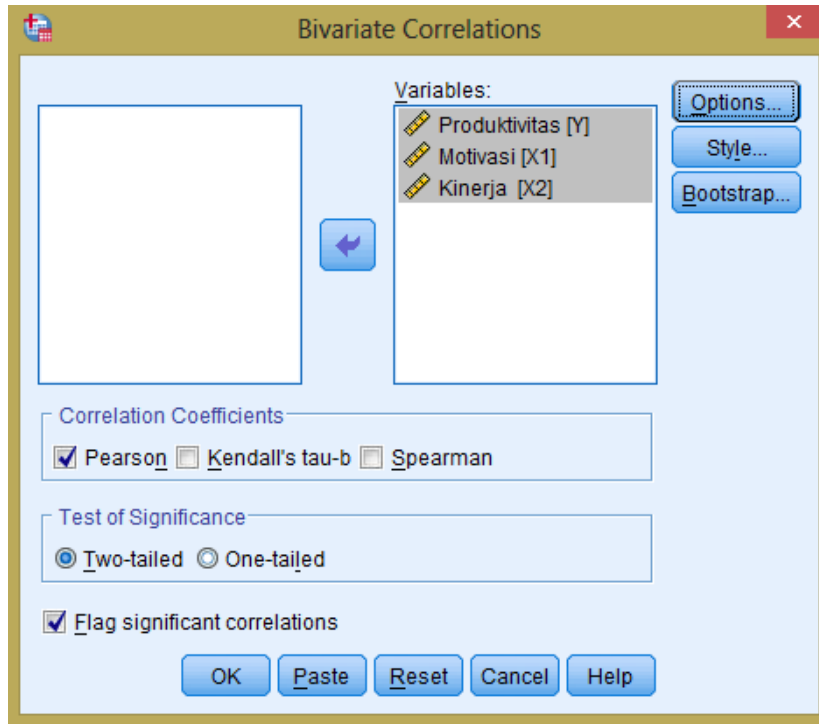 Bivariate Correlations
Variables:
Produktivitas [Y]
Motivasi [X1]
Kinerja [X2]
Options...
Style...
Bootstrap...
Correlation Coefficients
Pearson Kendall's tau-b Spearman
Test of Significance
Two-tailed One-tailed
Flag significant correlations
OK Paste Reset Cancel Help